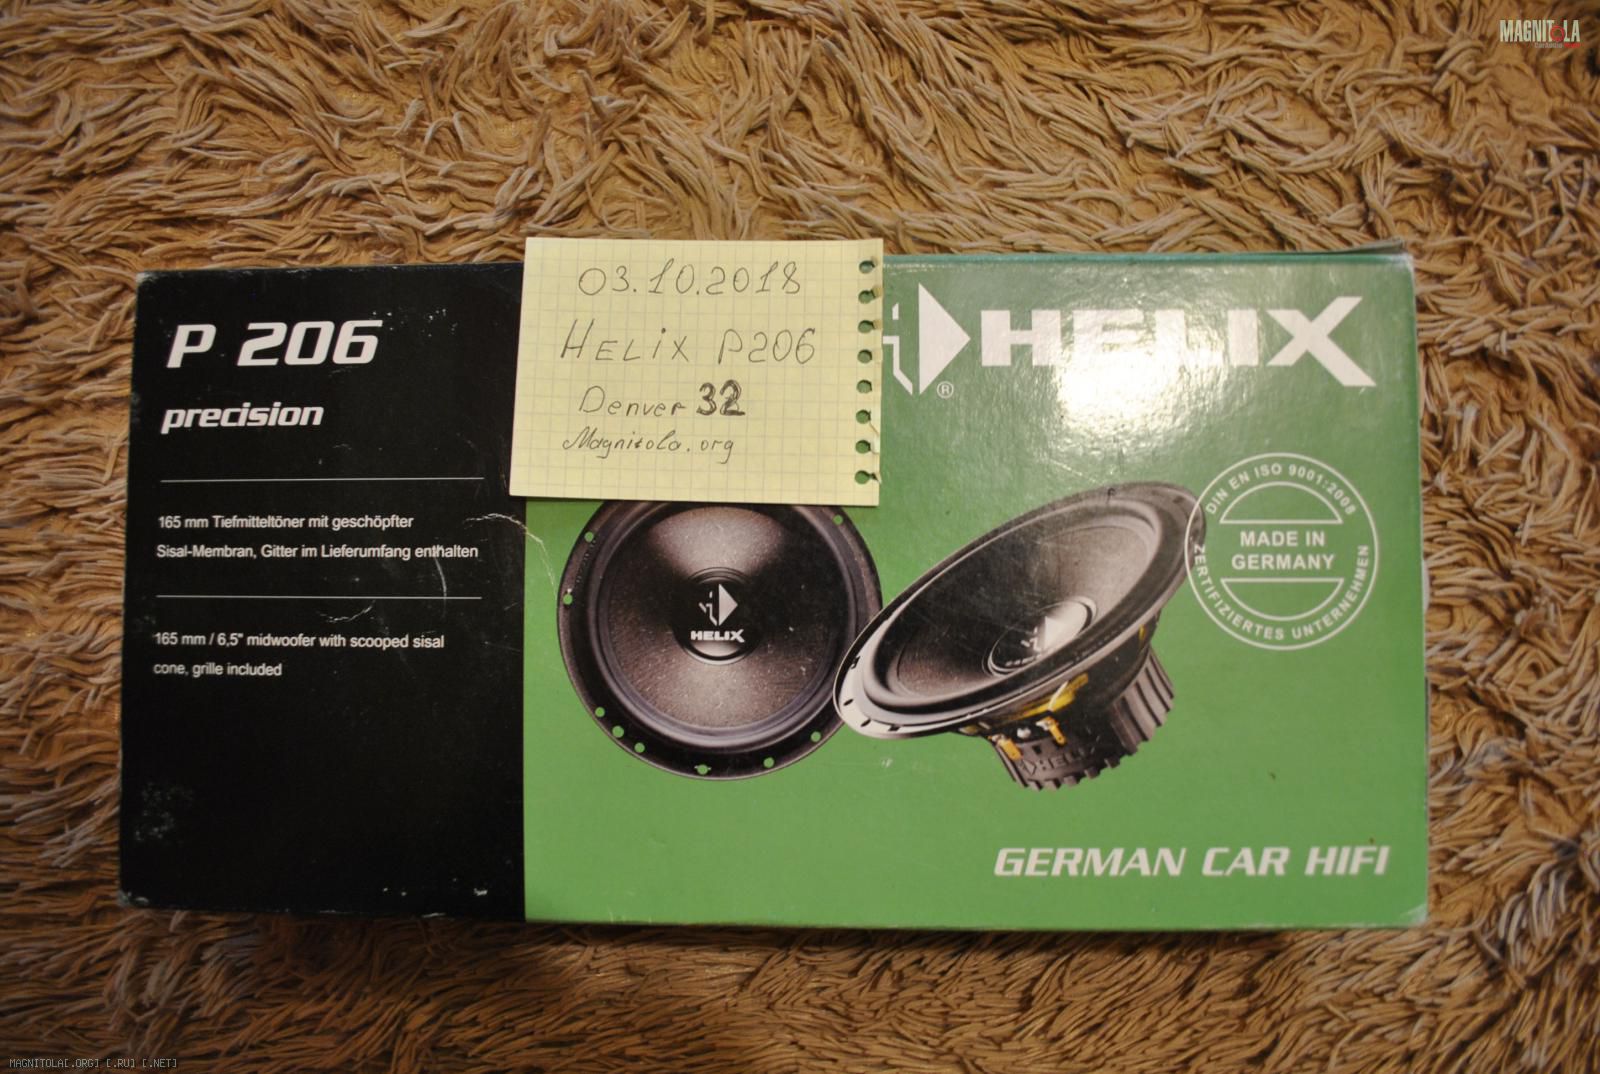 MAGNITOLA
03.10.2018
HELIX P206
Denver 32
Magnitola.org
P 206
precision
165 mm Tiefmitteltöner mit geschöpfter
Sisal-Membran, Gitter im Lieferumfang enthalten
165 mm / 6,5" midwoofer with scooped sisal
cone, grille included
HELIX
®
DIN EN ISO 9001:2008
MADE IN
GERMANY
ZERTIFIZIERTES UNTERNEHMEN
HELIX
HELIX
HELIX
GERMAN CAR HIFI
MAGNITOLA[.ORG] [.RU] [.NET]